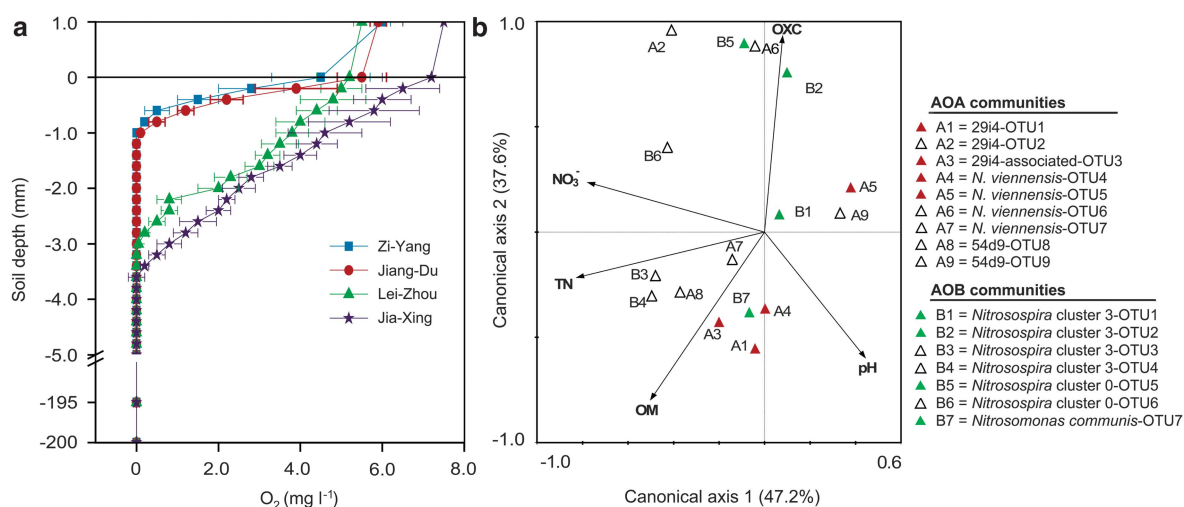 a
1.0
0
-1.0
-2.0
-3.0
-4.0
-5.0
-195
-200
Soil depth (mm)
0
2.0
4.0
6.0
8.0
O2 (mg l-1)
Zi-Yang
Jiang-Du
Lei-Zhou
Jia-Xing
b
1.0
-1.0
Canonical axis 2 (37.6%)
-1.0
0.6
Canonical axis 1 (47.2%)
A2
B5
A6
OXC
B2
B6
NO3-
A5
B1
A9
A7
TN
B3
B4
A8
B7
A4
A3
A1
pH
OM
AOA communities
A1 = 29i4-OTU1
A2 = 29i4-OTU2
A3 = 29i4-associated-OTU3
A4 = N. viennensis-OTU4
A5 = N. viennensis-OTU5
A6 = N. viennensis-OTU6
A7 = N. viennensis-OTU7
A8 = 54d9-OTU8
A9 = 54d9-OTU9
AOB communities
B1 = Nitrosospira cluster 3-OTU1
B2 = Nitrosospira cluster 3-OTU2
B3 = Nitrosospira cluster 3-OTU3
B4 = Nitrosospira cluster 3-OTU4
B5 = Nitrosospira cluster 0-OTU5
B6 = Nitrosospira cluster 0-OTU6
B7 = Nitrosomonas communis-OTU7